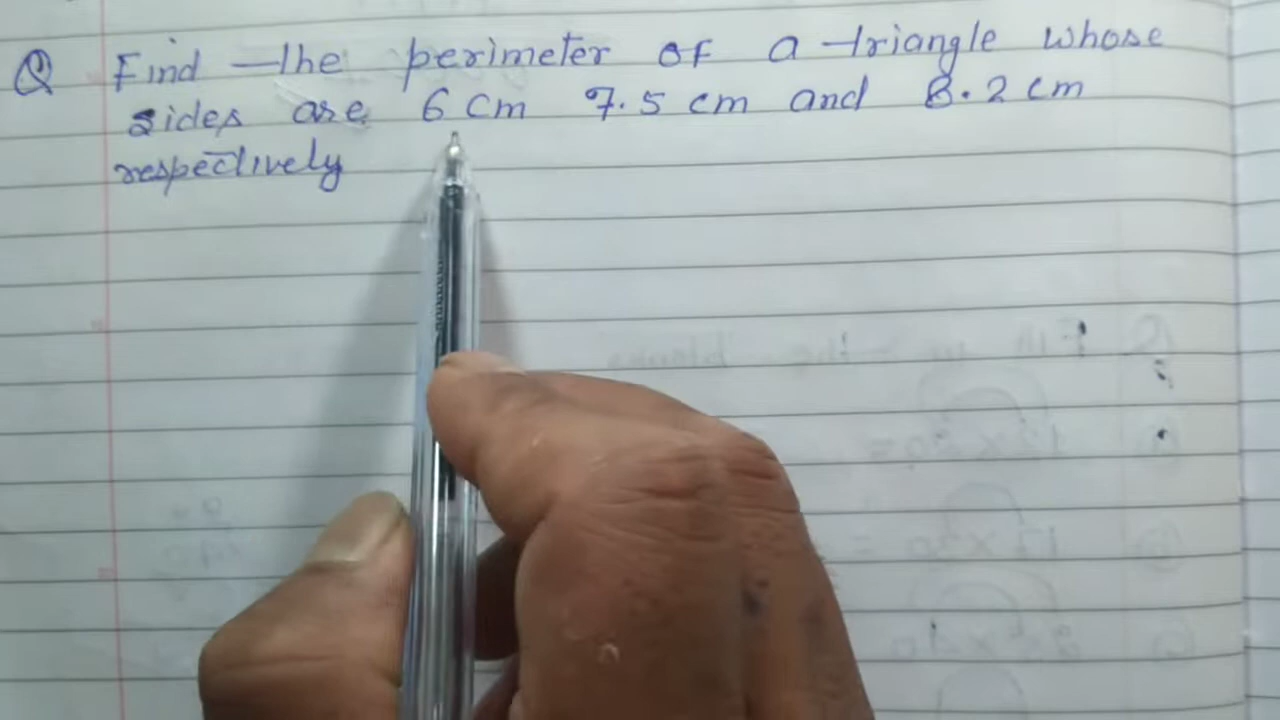 Q Find the perimeter of a triangle whose
sides are 6 cm 7.5 cm and 8.2 cm
respectively